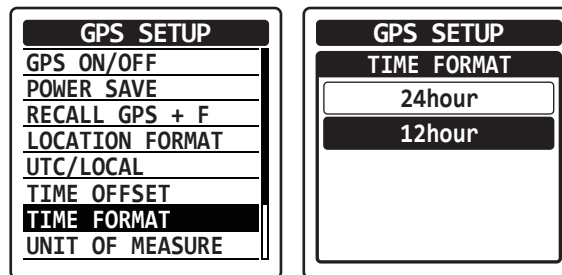 GPS SETUP
GPS ON/OFF
POWER SAVE
RECALL GPS + F
LOCATION FORMAT
UTC/LOCAL
TIME OFFSET
TIME FORMAT
UNIT OF MEASURE
GPS SETUP
TIME FORMAT
24hour
12hour